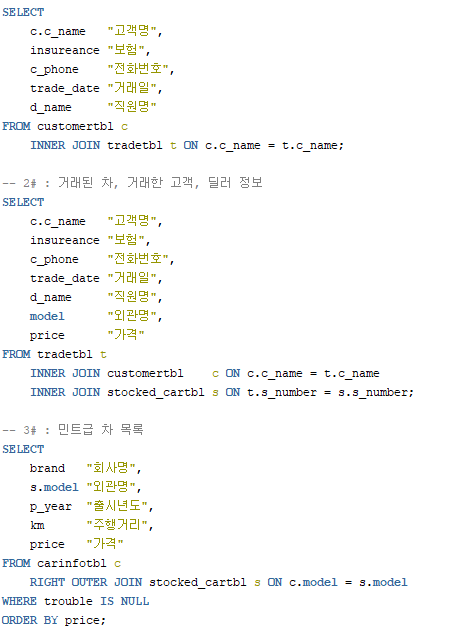 SELECT
    c.c_name   "고객명",
    insureance "보험",
    c_phone    "전화번호",
    trade_date "거래일",
    d_name     "직원명"
FROM customertbl c
    INNER JOIN tradetbl t ON c.c_name = t.c_name;
-- 2# : 거래된 차, 거래한 고객, 딜러 정보
SELECT
    c.c_name   "고객명",
    insureance "보험",
    c_phone    "전화번호",
    trade_date "거래일",
    d_name     "직원명",
    model      "외관명",
    price      "가격"
FROM tradetbl t
    INNER JOIN customertbl    c ON c.c_name = t.c_name
    INNER JOIN stocked_cartbl s ON t.s_number = s.s_number;
-- 3# : 민트급 차 목록
SELECT
    brand   "회사명",
    s.model "외관명",
    p_year  "출시년도",
    km      "주행거리",
    price   "가격"
FROM carinfotbl c
    RIGHT OUTER JOIN stocked_cartbl s ON c.model = s.model
WHERE trouble IS NULL
ORDER BY price;